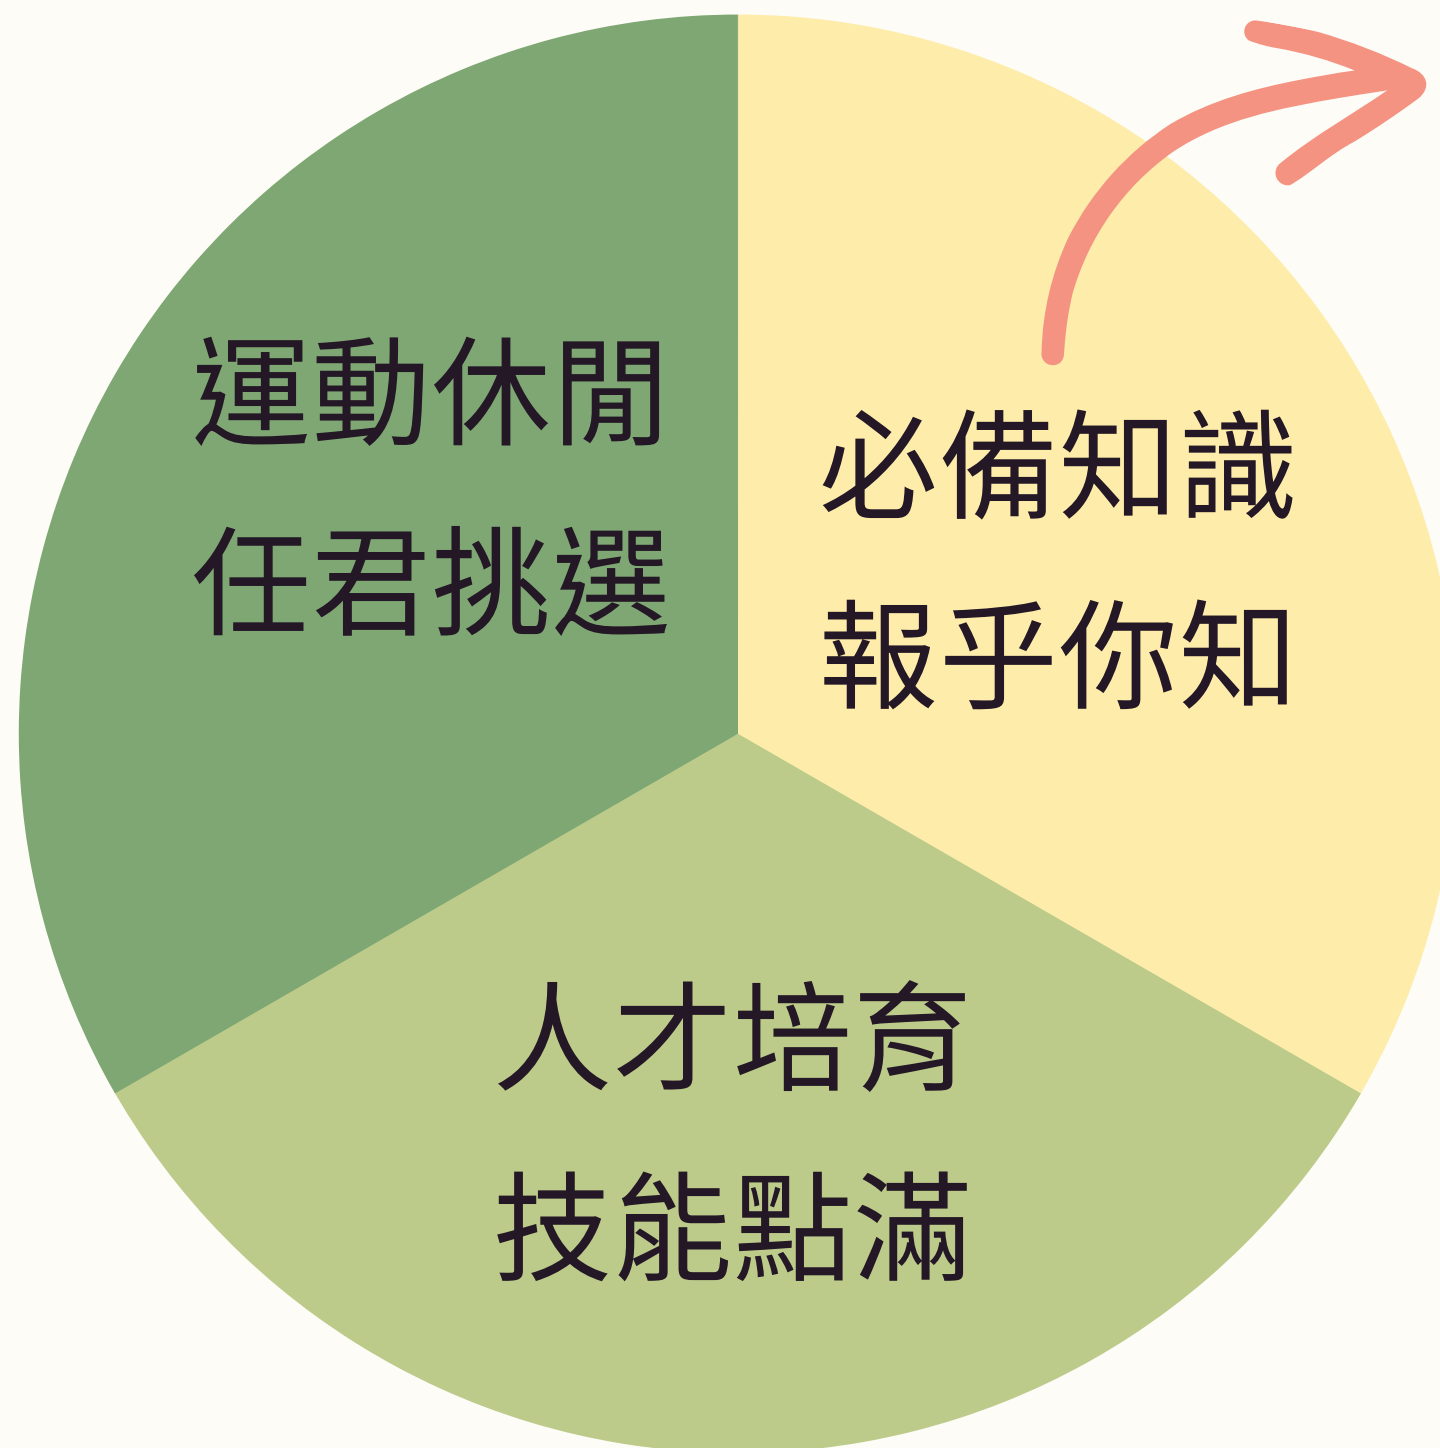 運動休閒
任君挑選
必備知識
報乎你知
人才培育
技能點滿